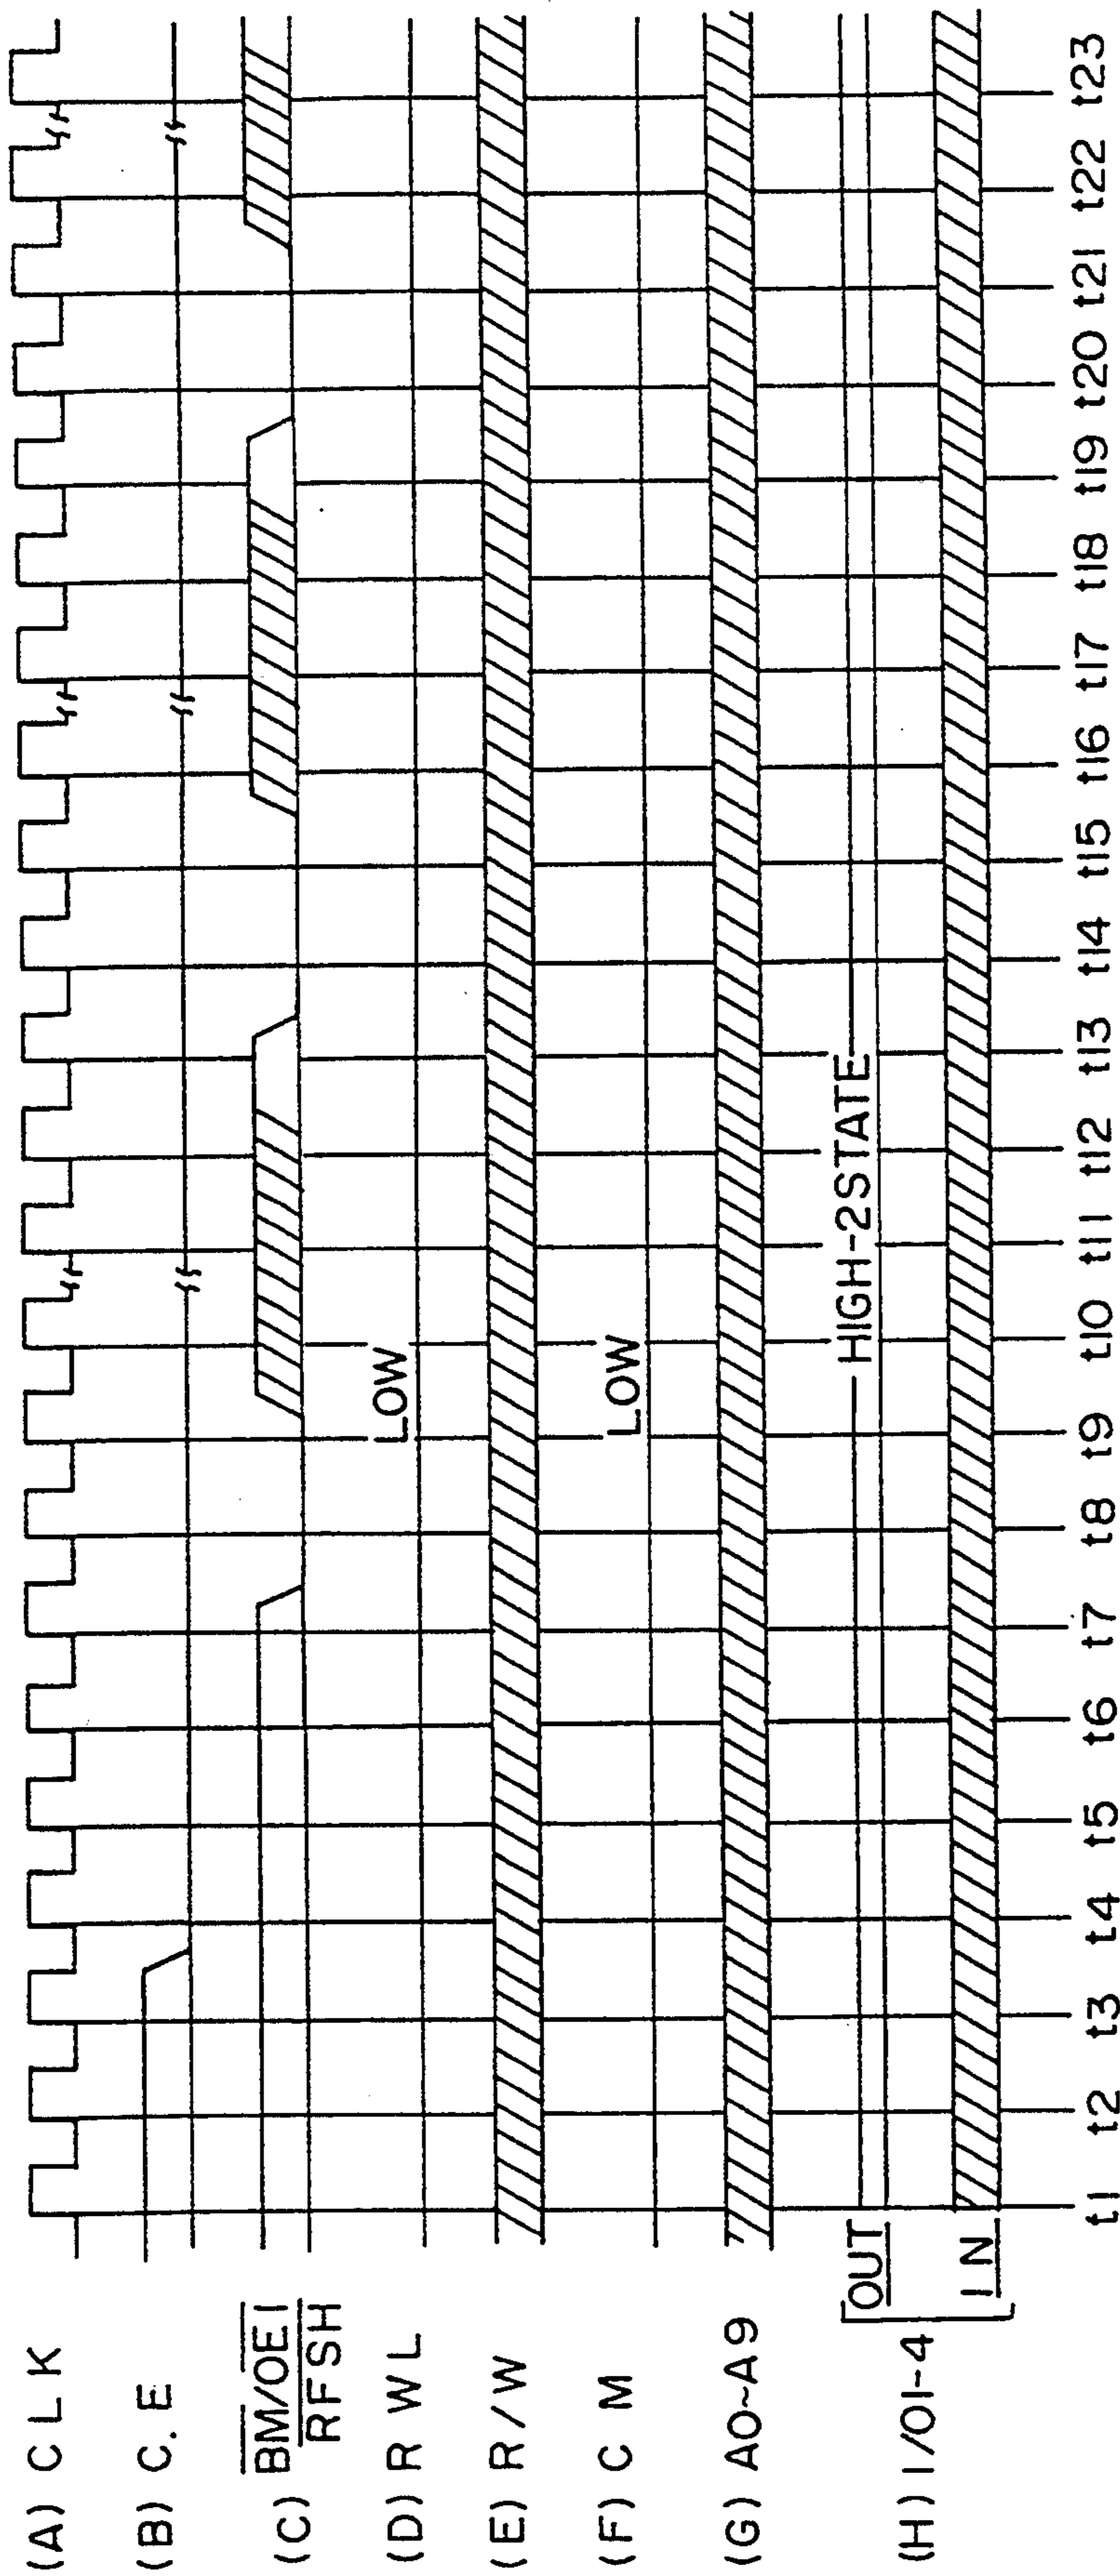 (A) CLK
(B) C.E
(C) BM/OE1
RFSH
(D) RWL
LOW
(E) R/W
(F) CM
LOW
(G) A0~A9
(H) I/O1-4
OUT
HIGH-2STATE
IN
t1 t2 t3 t4 t5 t6 t7 t8 t9 t10 t11 t12 t13 t14 t15 t16 t17 t18 t19 t20 t21 t22 t23